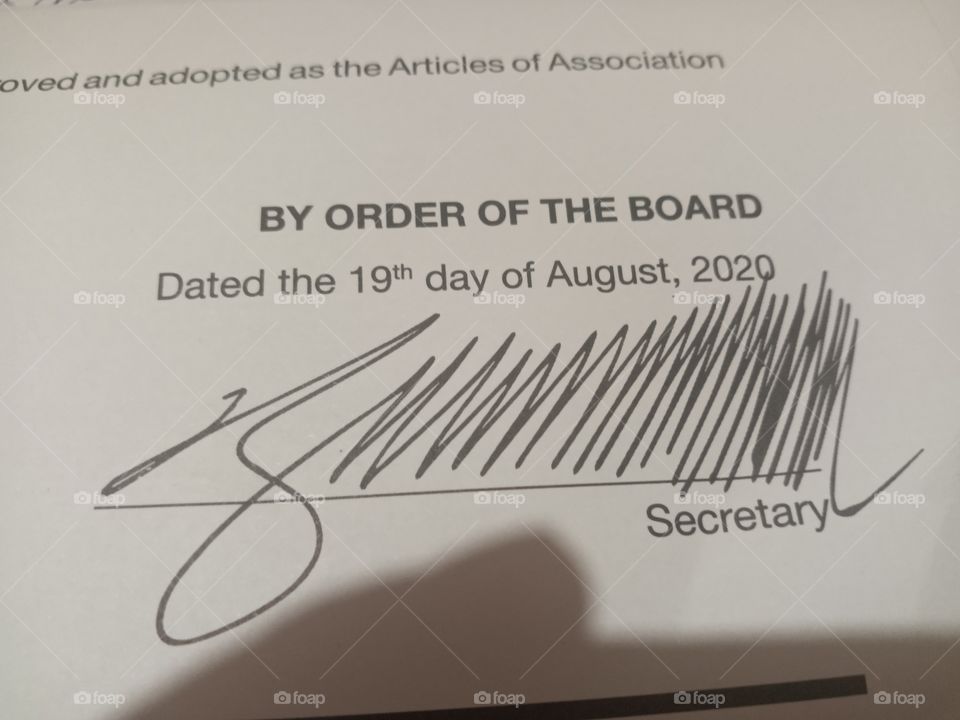 and adopted as the Articles of Association
BY ORDER OF THE BOARD
Dated the 19th day of August, 2020
Secretary